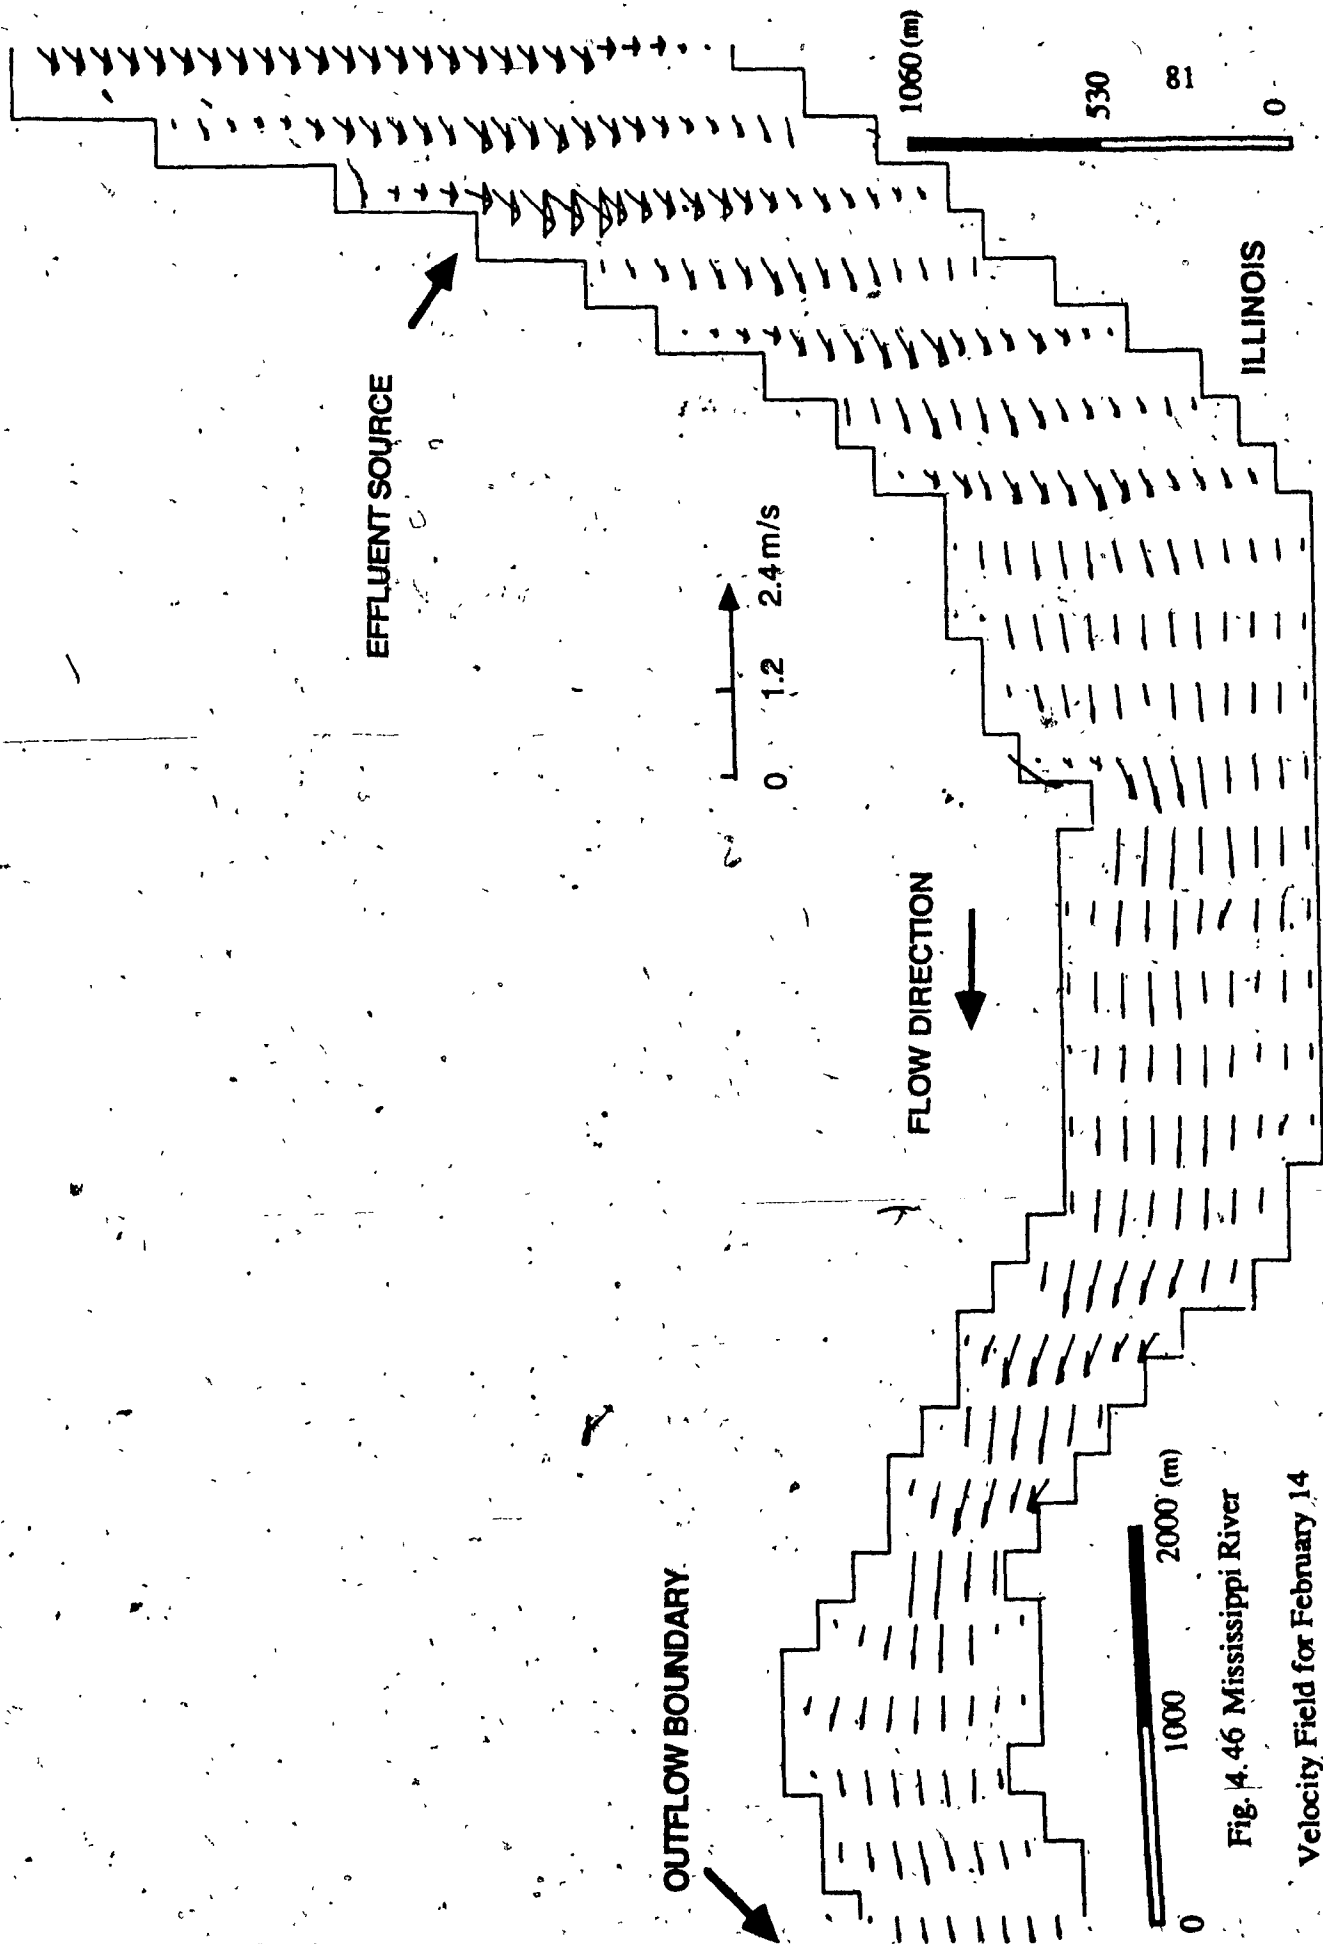 EFFLUENT SOURCE
0 1.2 2.4 m/s
FLOW DIRECTION
OUTFLOW BOUNDARY
ILLINOIS
1060 (m)
530
0
81
0 1000 2000 (m)
Fig. 4.46 Mississippi River
Velocity Field for February 14